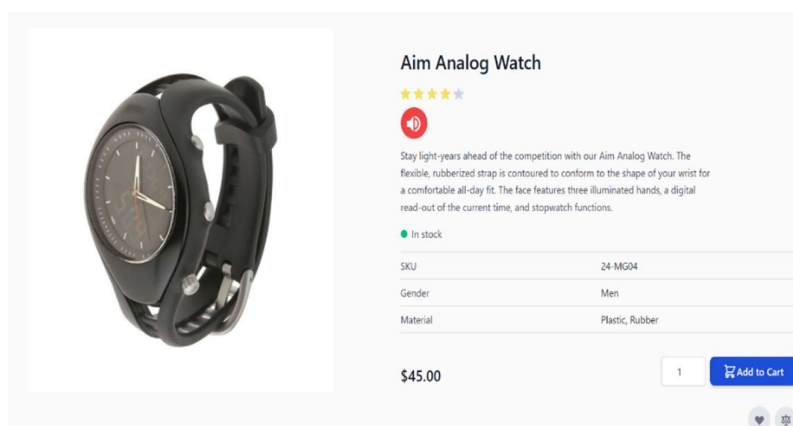 Aim Analog Watch
Stay light-years ahead of the competition with our Aim Analog Watch. The
flexible, rubberized strap is contoured to conform to the shape of your wrist for
a comfortable all-day fit. The face features three illuminated hands, a digital
read-out of the current time, and stopwatch functions.
In stock
SKU 24-MG04
Gender Men
Material Plastic, Rubber
$45.00 1 Add to Cart